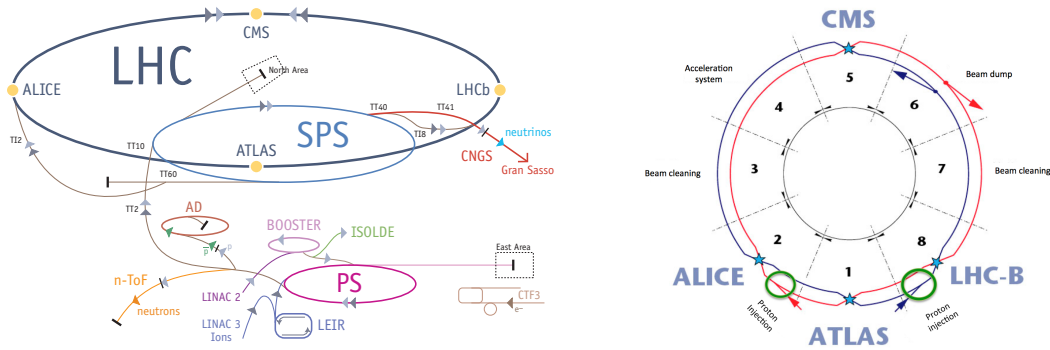 CMS
LHC
North Area
ALICE
LHCb
TT40
TT41
SPS
TI8
neutrinos
TI2
TT10
ATLAS
CNGS
Gran Sasso
TT60
TT2
AD
BOOSTER
ISOLDE
p
p
East Area
n-ToF
PS
LINAC 2
neutrons
CTF3
e-
LINAC 3
Ions
LEIR
CMS
Acceleration
system
5
Beam dump
4
6
Beam cleaning
3
7
Beam cleaning
2
8
ALICE
1
LHC-B
Proton
Injection
Proton
injection
ATLAS